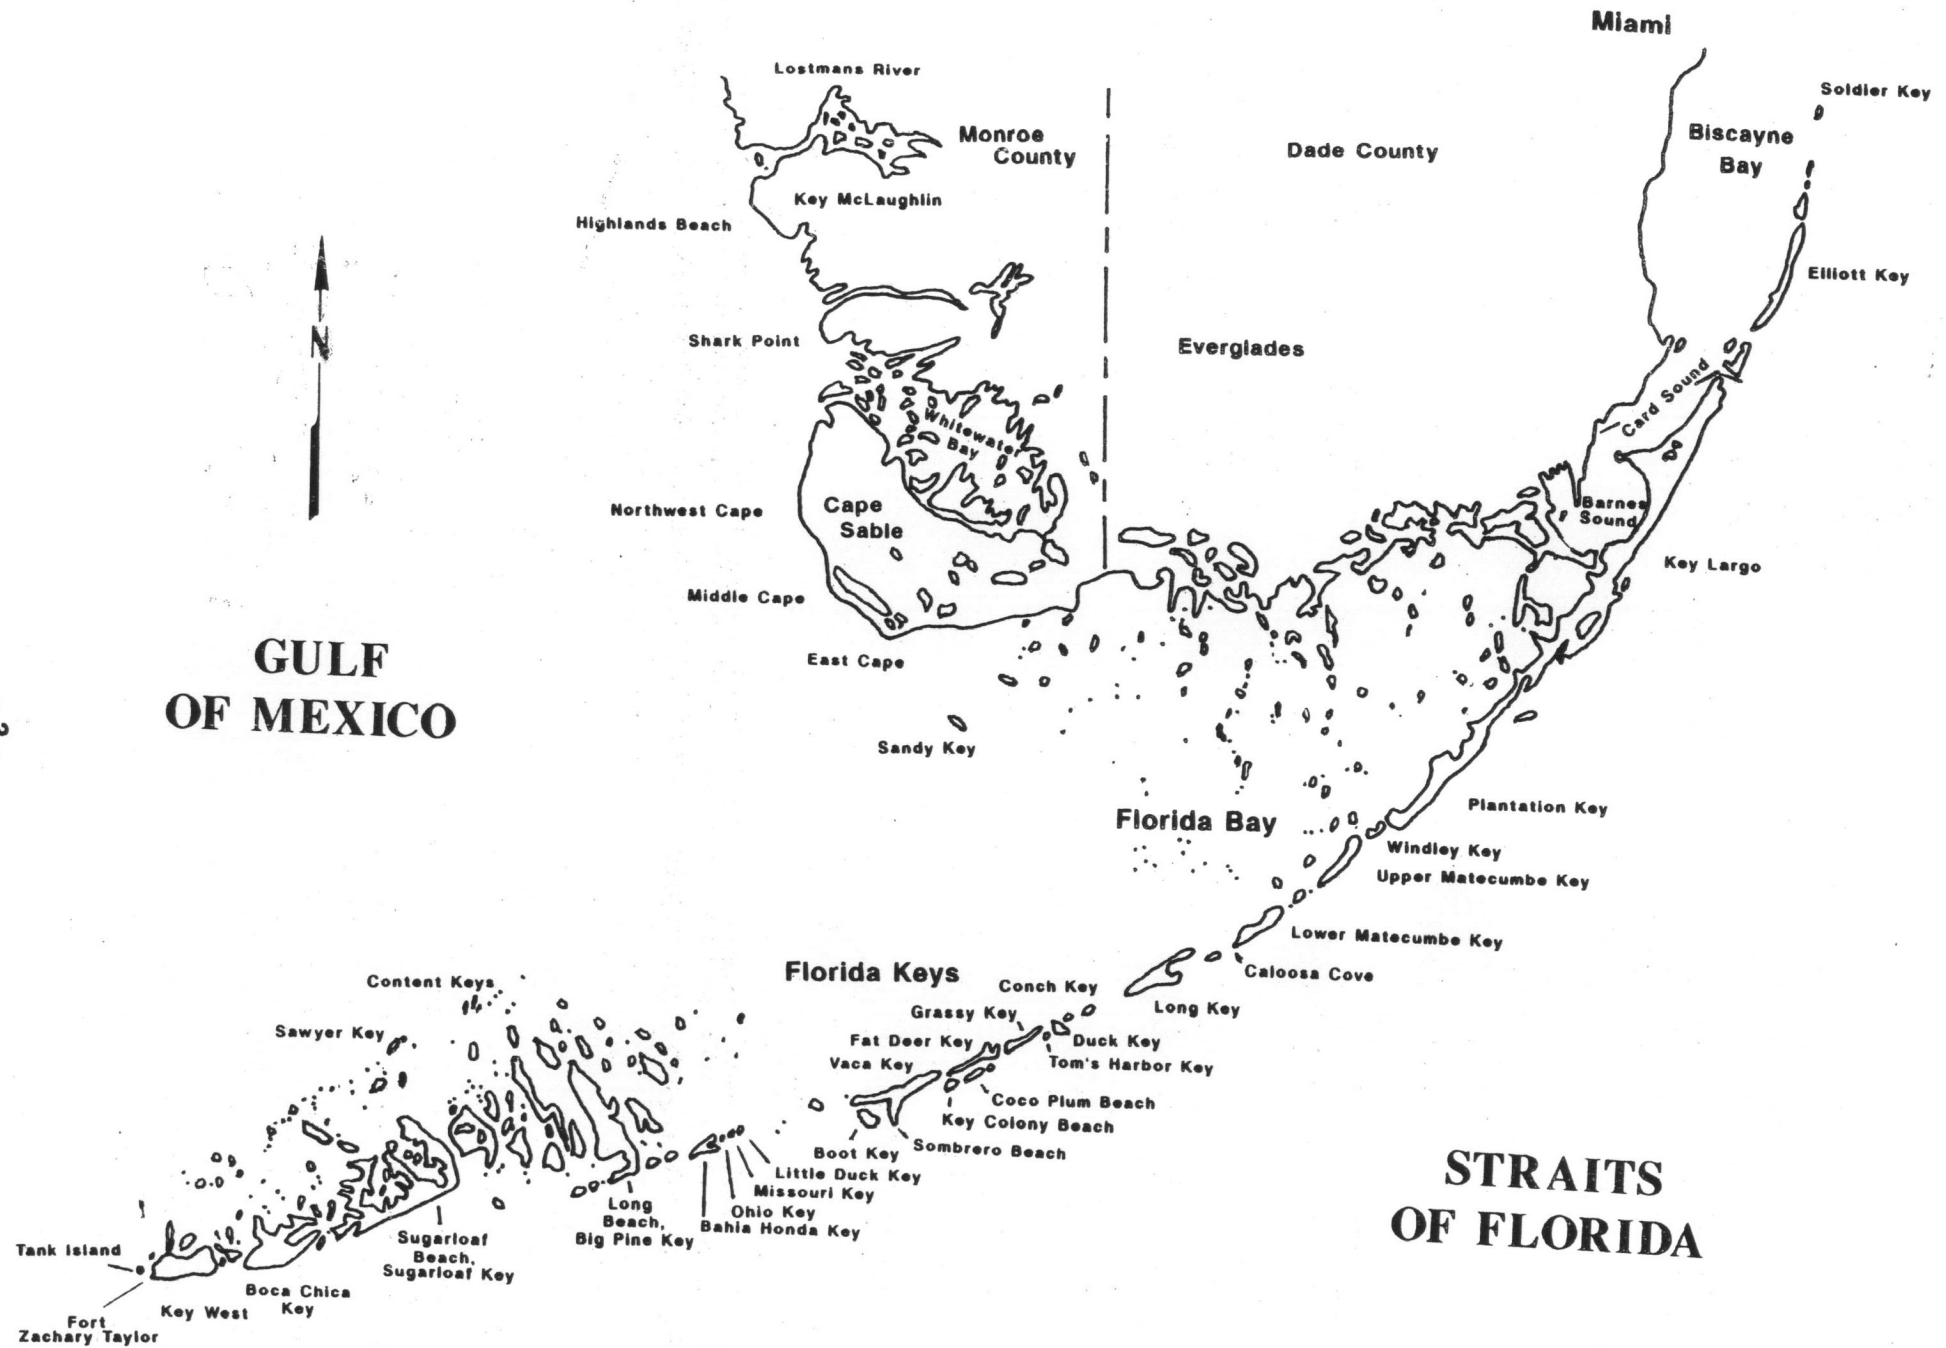 Miami
Soldier Key
Lostmans River
Biscayne
Bay
Monroe
County
Dade County
Key McLaughlin
Highlands Beach
Elliott Key
N
Shark Point
Everglades
Card Sound
Whitewater
Bay
Northwest Cape
Cape
Sable
Barnes
Sound
Key Largo
Middle Cape
East Cape
GULF
OF MEXICO
Sandy Key
Plantation Key
Florida Bay
Windley Key
Upper Matecumbe Key
Lower Matecumbe Key
Caloosa Cove
Florida Keys
Conch Key
Long Key
Content Keys
Grassy Key
Sawyer Key
Fat Deer Key
Duck Key
Vaca Key
Tom's Harbor Key
Coco Plum Beach
Key Colony Beach
Boot Key
Sombrero Beach
Little Duck Key
Missouri Key
Ohio Key
Bahia Honda Key
Long
Beach,
Big Pine Key
STRAITS
OF FLORIDA
Sugarloaf
Beach,
Sugarloaf Key
Tank Island
Boca Chica
Key
Key West
Fort
Zachary Taylor